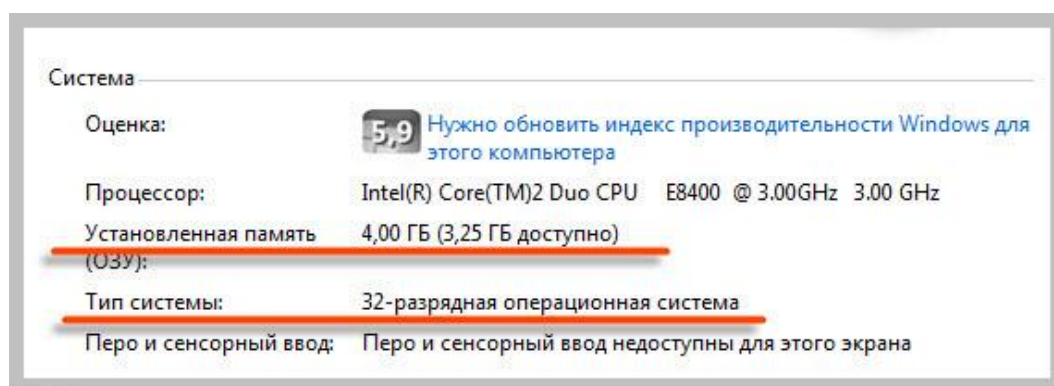 Система
Оценка: 5,9 Нужно обновить индекс производительности Windows для
этого компьютера
Процессор: Intel(R) Core(TM)2 Duo CPU E8400 @ 3.00GHz 3.00 GHz
Установленная память 4,00 ГБ (3,25 ГБ доступно)
(ОЗУ):
Тип системы: 32-разрядная операционная система
Перо и сенсорный ввод: Перо и сенсорный ввод недоступны для этого экрана